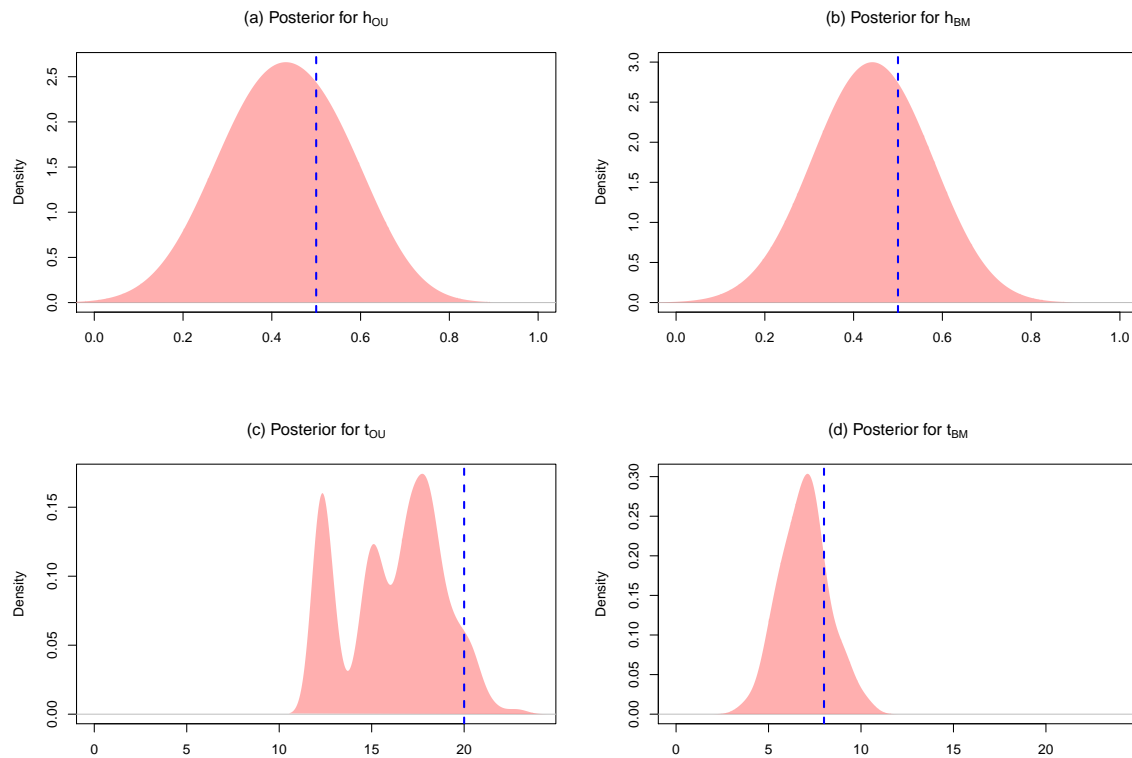 (a) Posterior for hOU
Density
0.0 0.5 1.0 1.5 2.0 2.5
0.0 0.2 0.4 0.6 0.8 1.0
(b) Posterior for hBM
Density
0.0 0.5 1.0 1.5 2.0 2.5 3.0
0.0 0.2 0.4 0.6 0.8 1.0
(c) Posterior for tOU
Density
0.00 0.05 0.10 0.15
0 5 10 15 20
(d) Posterior for tBM
Density
0.00 0.05 0.10 0.15 0.20 0.25 0.30
0 5 10 15 20